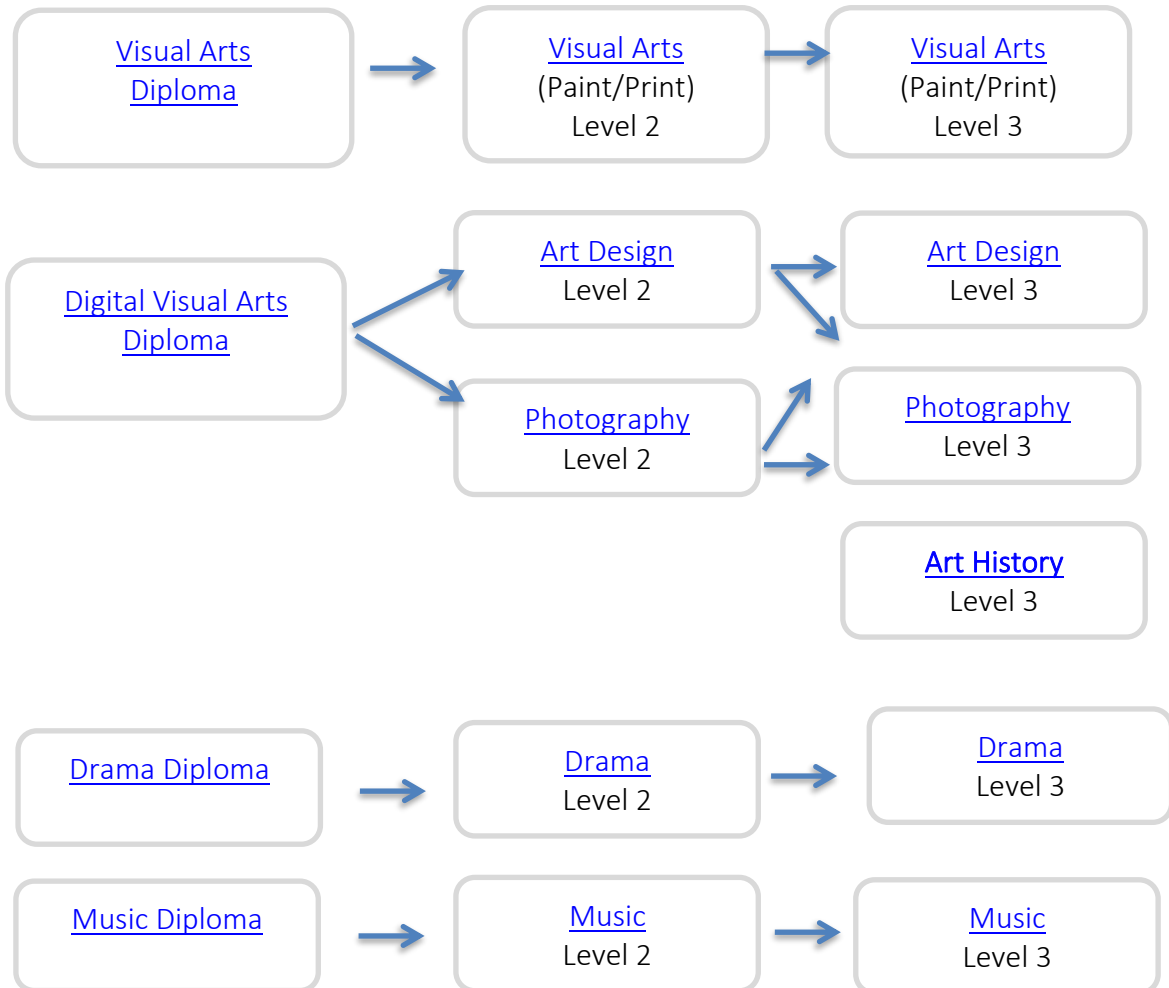 Visual Arts
Diploma
Visual Arts
(Paint/Print)
Level 2
Visual Arts
(Paint/Print)
Level 3
Digital Visual Arts
Diploma
Art Design
Level 2
Art Design
Level 3
Photography
Level 2
Photography
Level 3
Art History
Level 3
Drama Diploma
Drama
Level 2
Drama
Level 3
Music Diploma
Music
Level 2
Music
Level 3